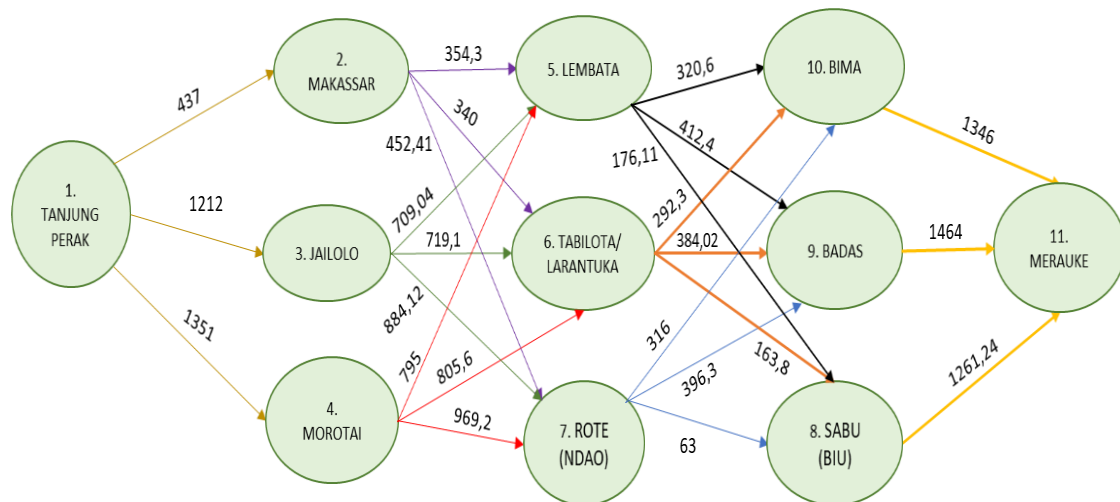 1.
TANJUNG
PERAK
437
1212
1351
2.
MAKASSAR
3. JAILOLO
4.
MOROTAI
354,3
340
452,41
709,04
719,1
884,12
795
805,6
969,2
5. LEMBATA
6. TABILOTA/
LARANTUKA
7. ROTE
(NDAO)
320,6
412,4
176,11
292,3
384,02
163,8
316
396,3
63
10. BIMA
9. BADAS
8. SABU
(BIU)
1346
1464
1261,24
11.
MERAUKE